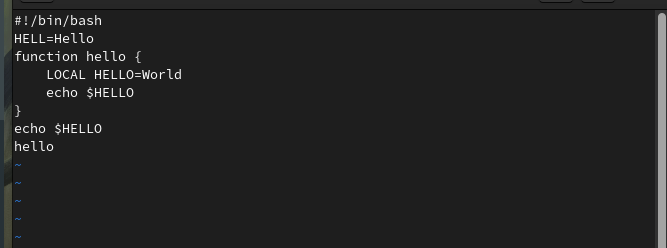 #!/bin/bash
HELL=Hello
function hello {
    LOCAL HELLO=World
    echo $HELLO
}
echo $HELLO
hello
~
~
~
~
~